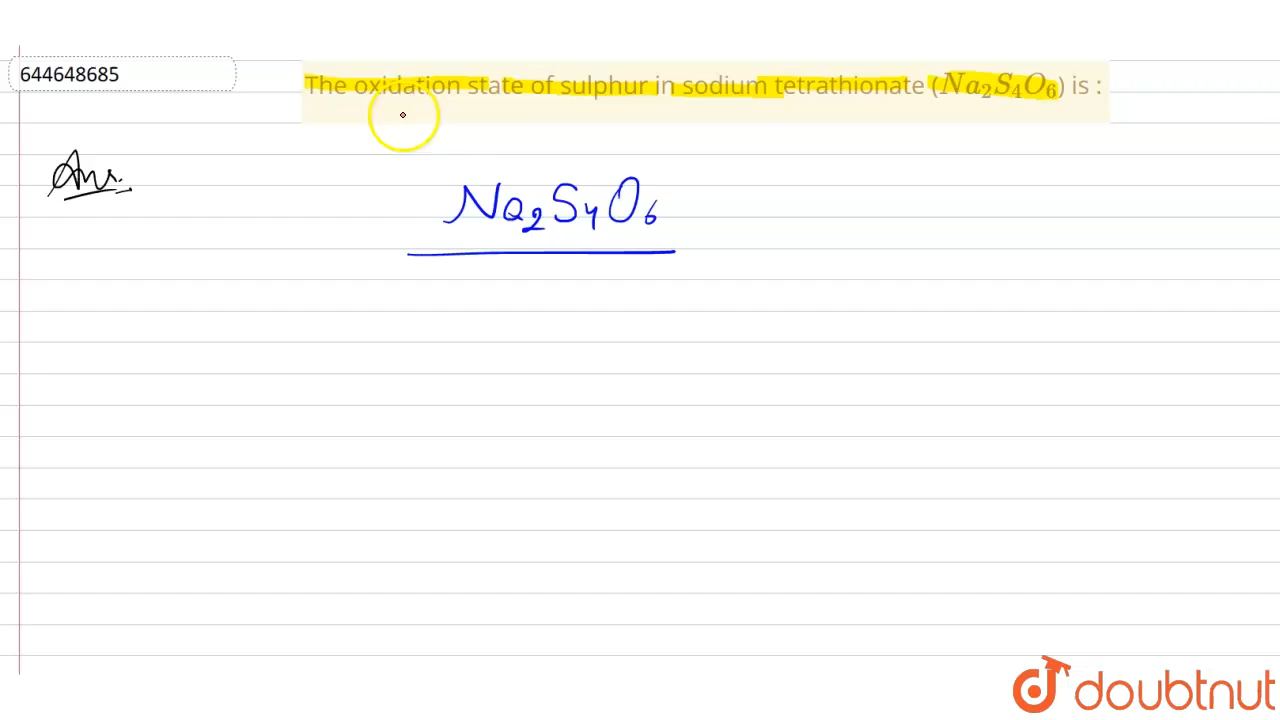 644648685
The oxidation state of sulphur in sodium tetrathionate (Na₂S₄O₆) is :
Ans.
Na₂S₄O₆
doubtnut